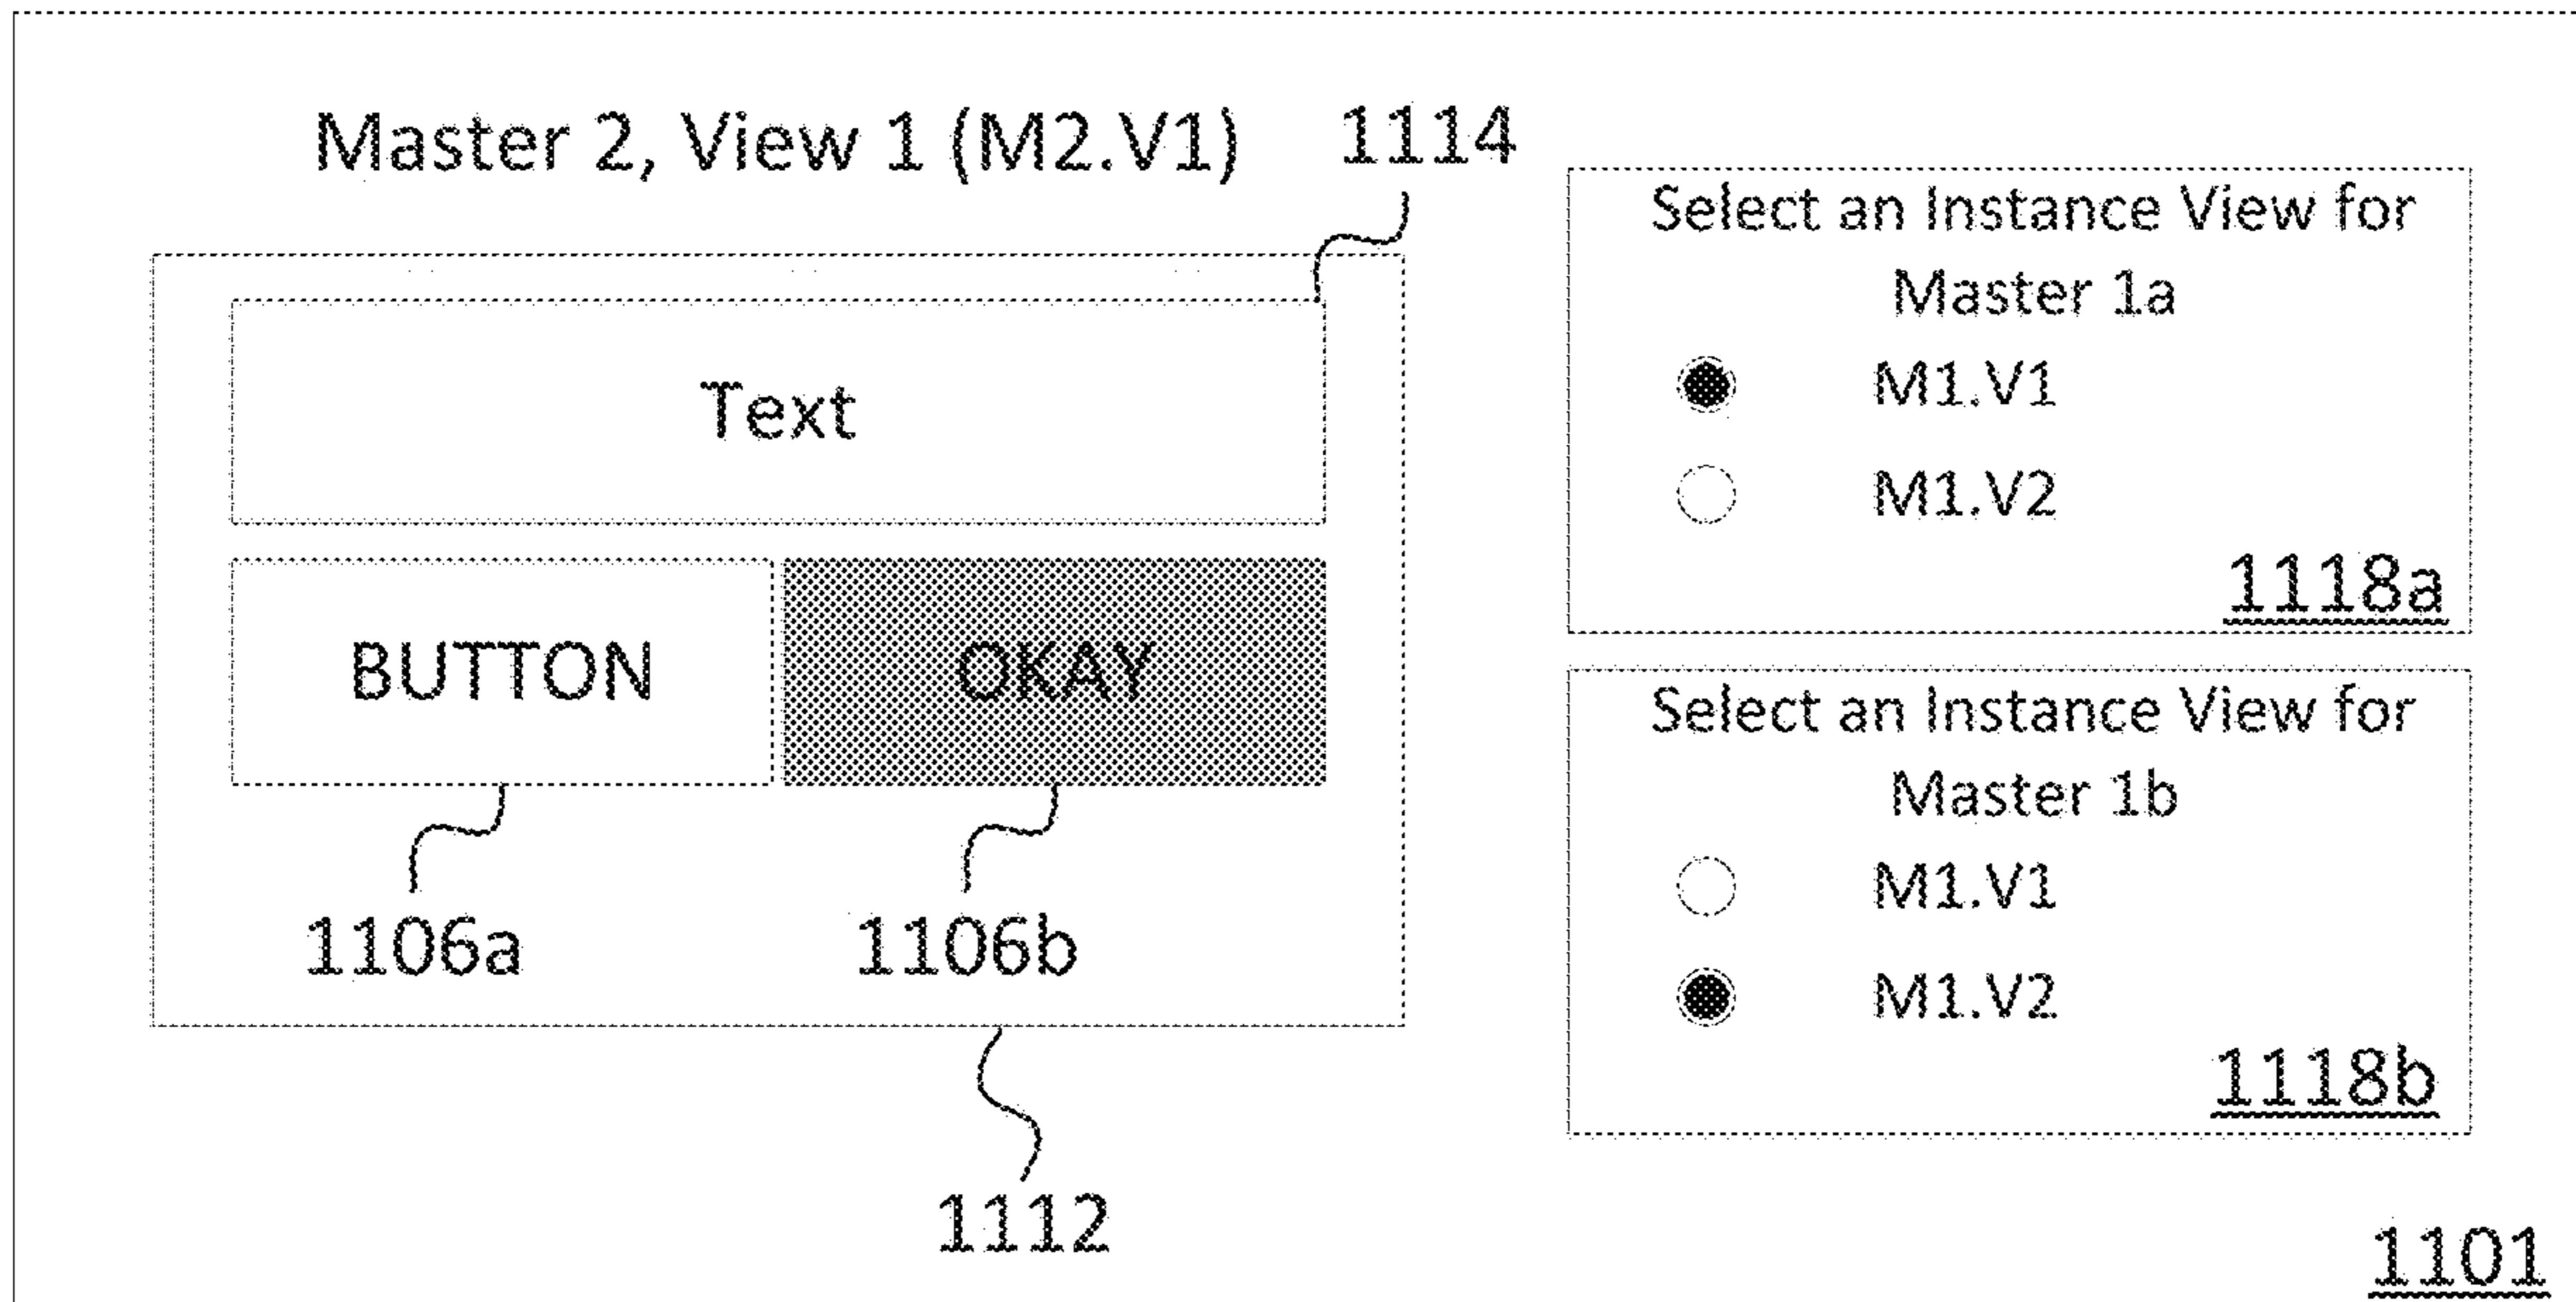 Master 2, View 1 (M2.V1)
1114
Text
BUTTON
OKAY
1106a
1106b
1112
Select an Instance View for
Master 1a
M1.V1
M1.V2
1118a
Select an Instance View for
Master 1b
M1.V1
M1.V2
1118b
1101